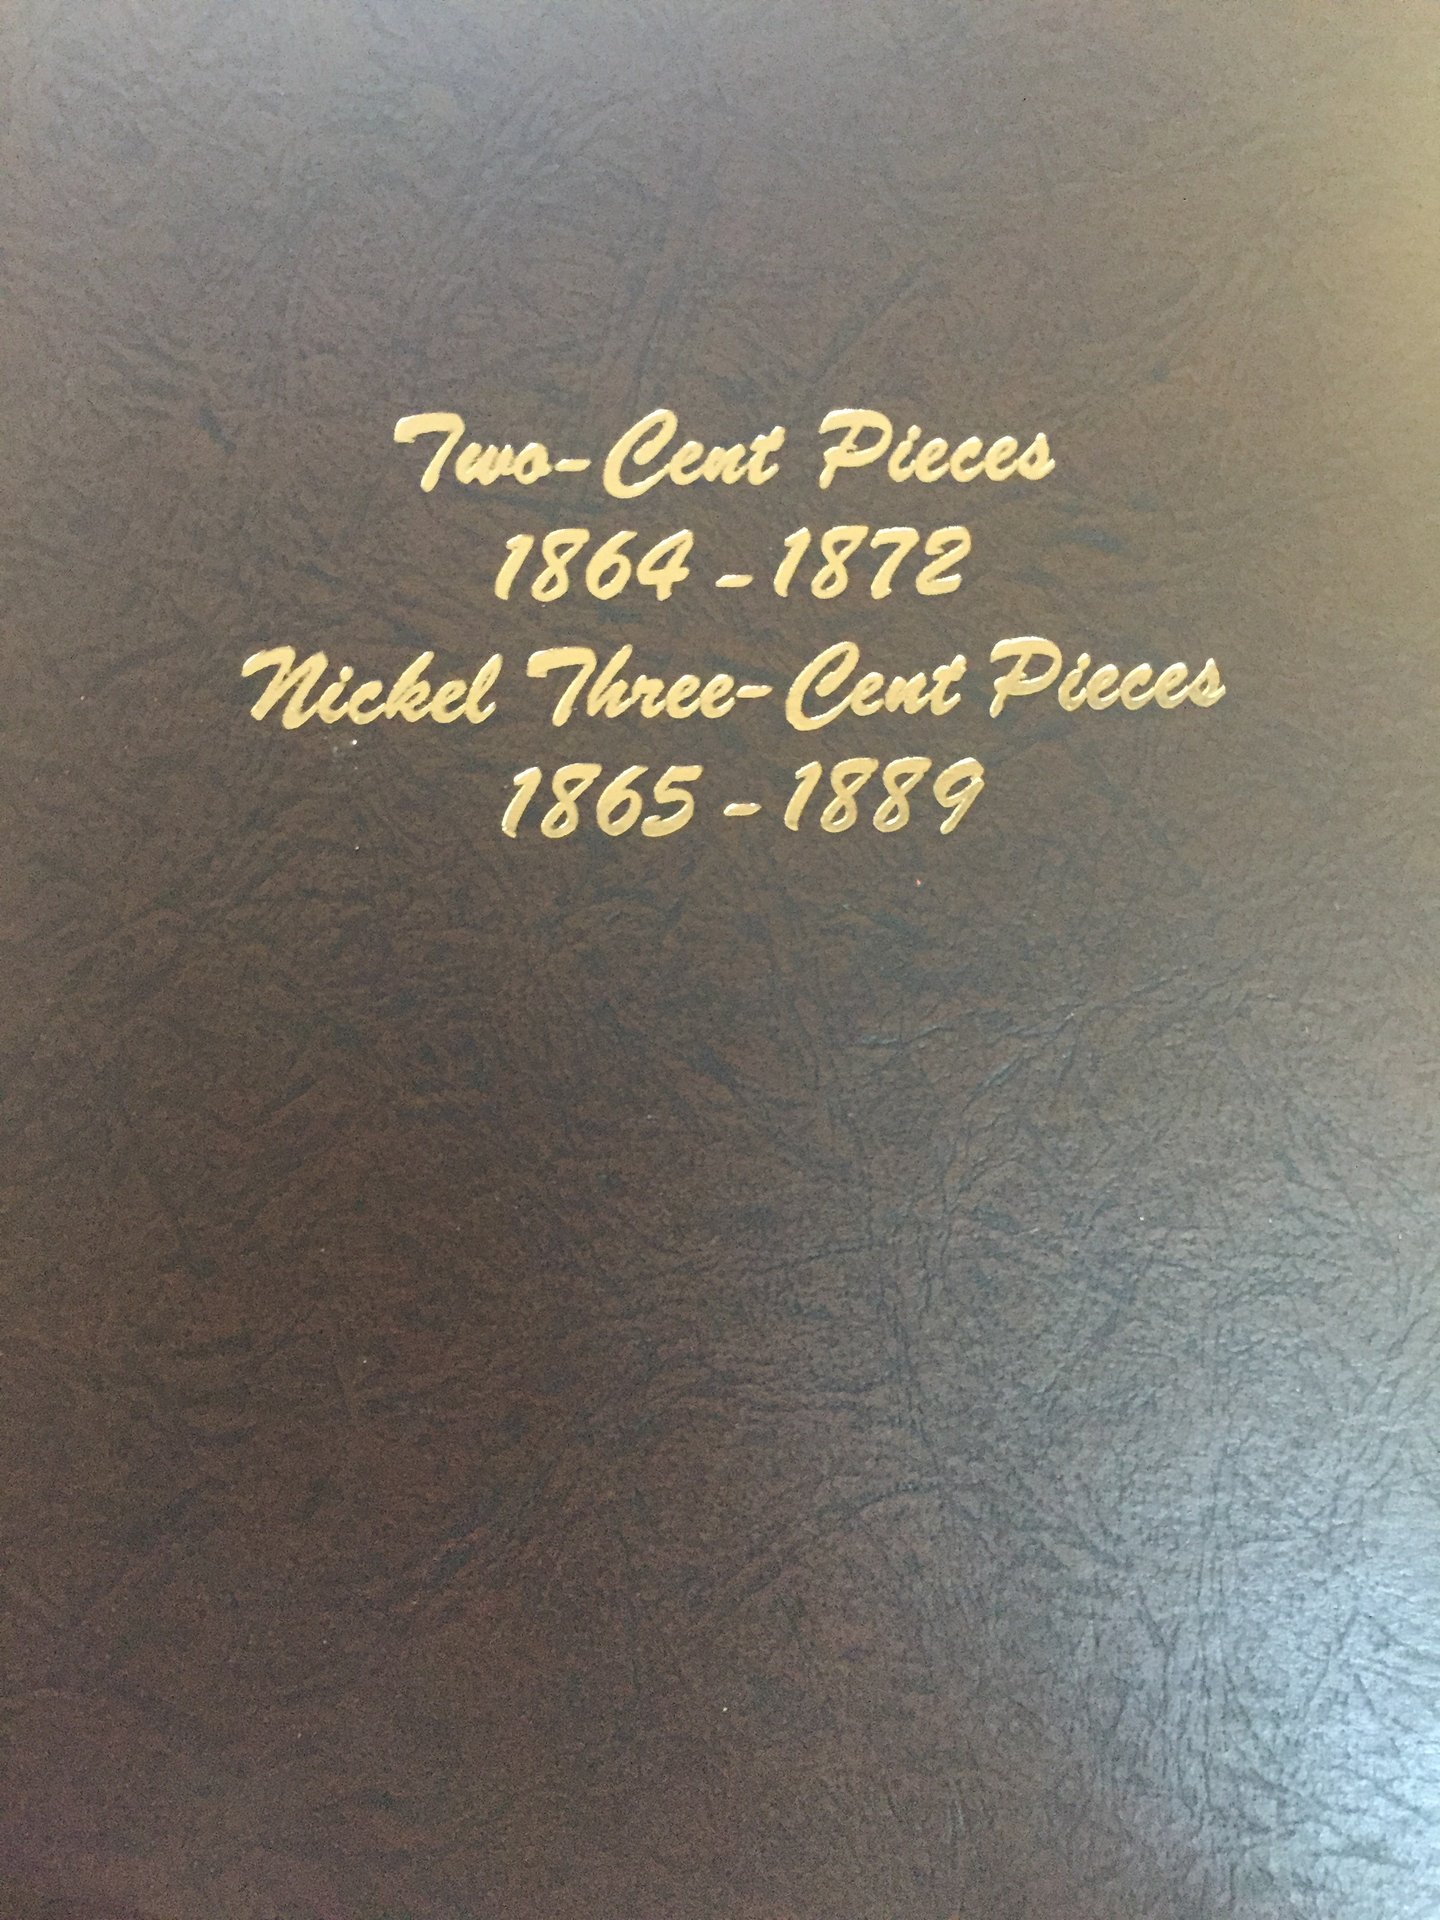 Two-Cent Pieces
1864 - 1872
Nickel Three-Cent Pieces
1865 - 1889